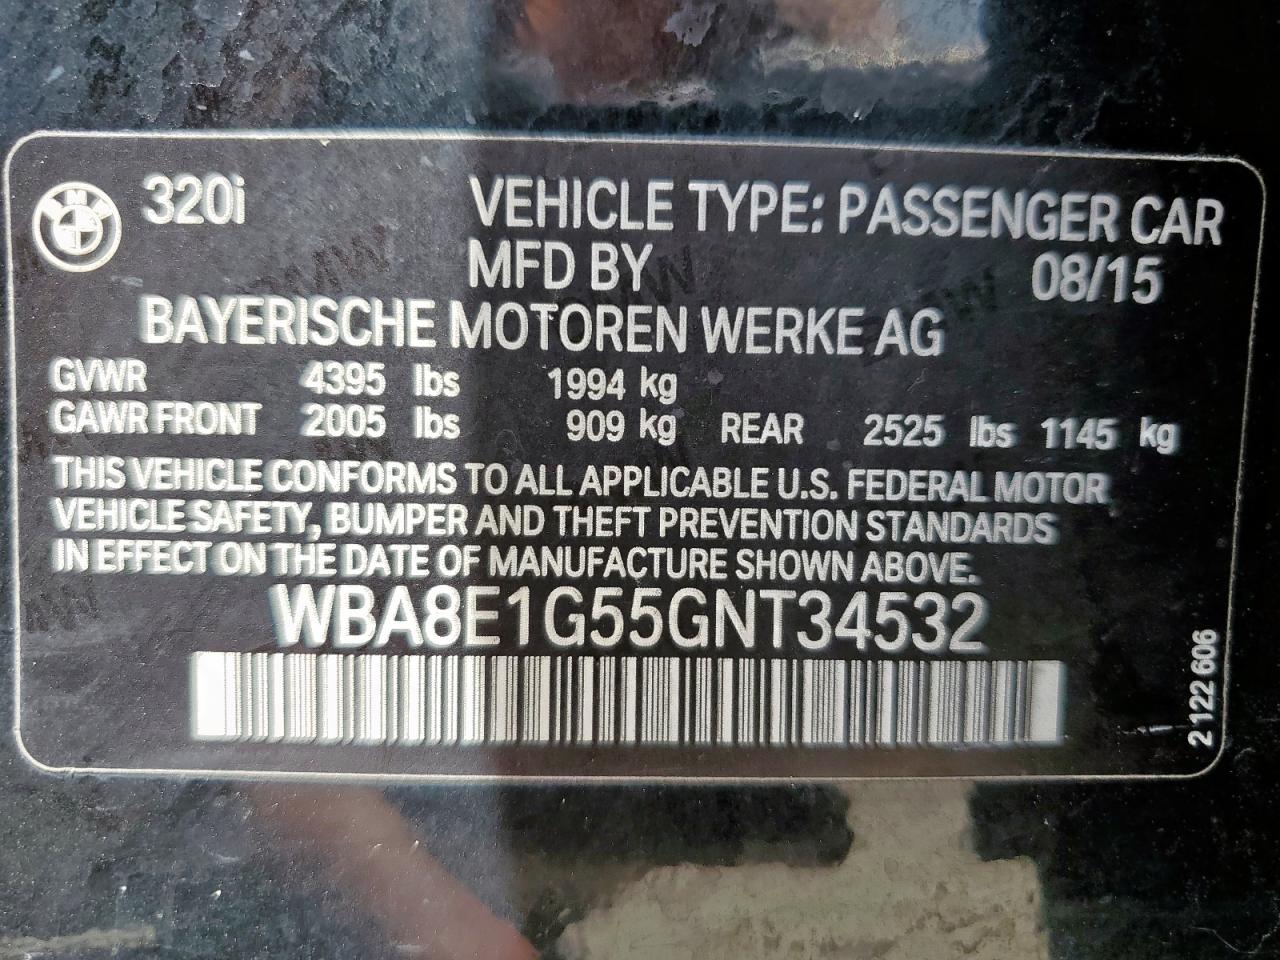 BMW 320i VEHICLE TYPE: PASSENGER CAR
MFD BY 08/15
BAYERISCHE MOTOREN WERKE AG
GVWR 4395 lbs 1994 kg
GAWR FRONT 2005 lbs 909 kg REAR 2525 lbs 1145 kg
THIS VEHICLE CONFORMS TO ALL APPLICABLE U.S. FEDERAL MOTOR
VEHICLE SAFETY, BUMPER AND THEFT PREVENTION STANDARDS
IN EFFECT ON THE DATE OF MANUFACTURE SHOWN ABOVE.
WBA8E1G55GNT34532
2 122 606